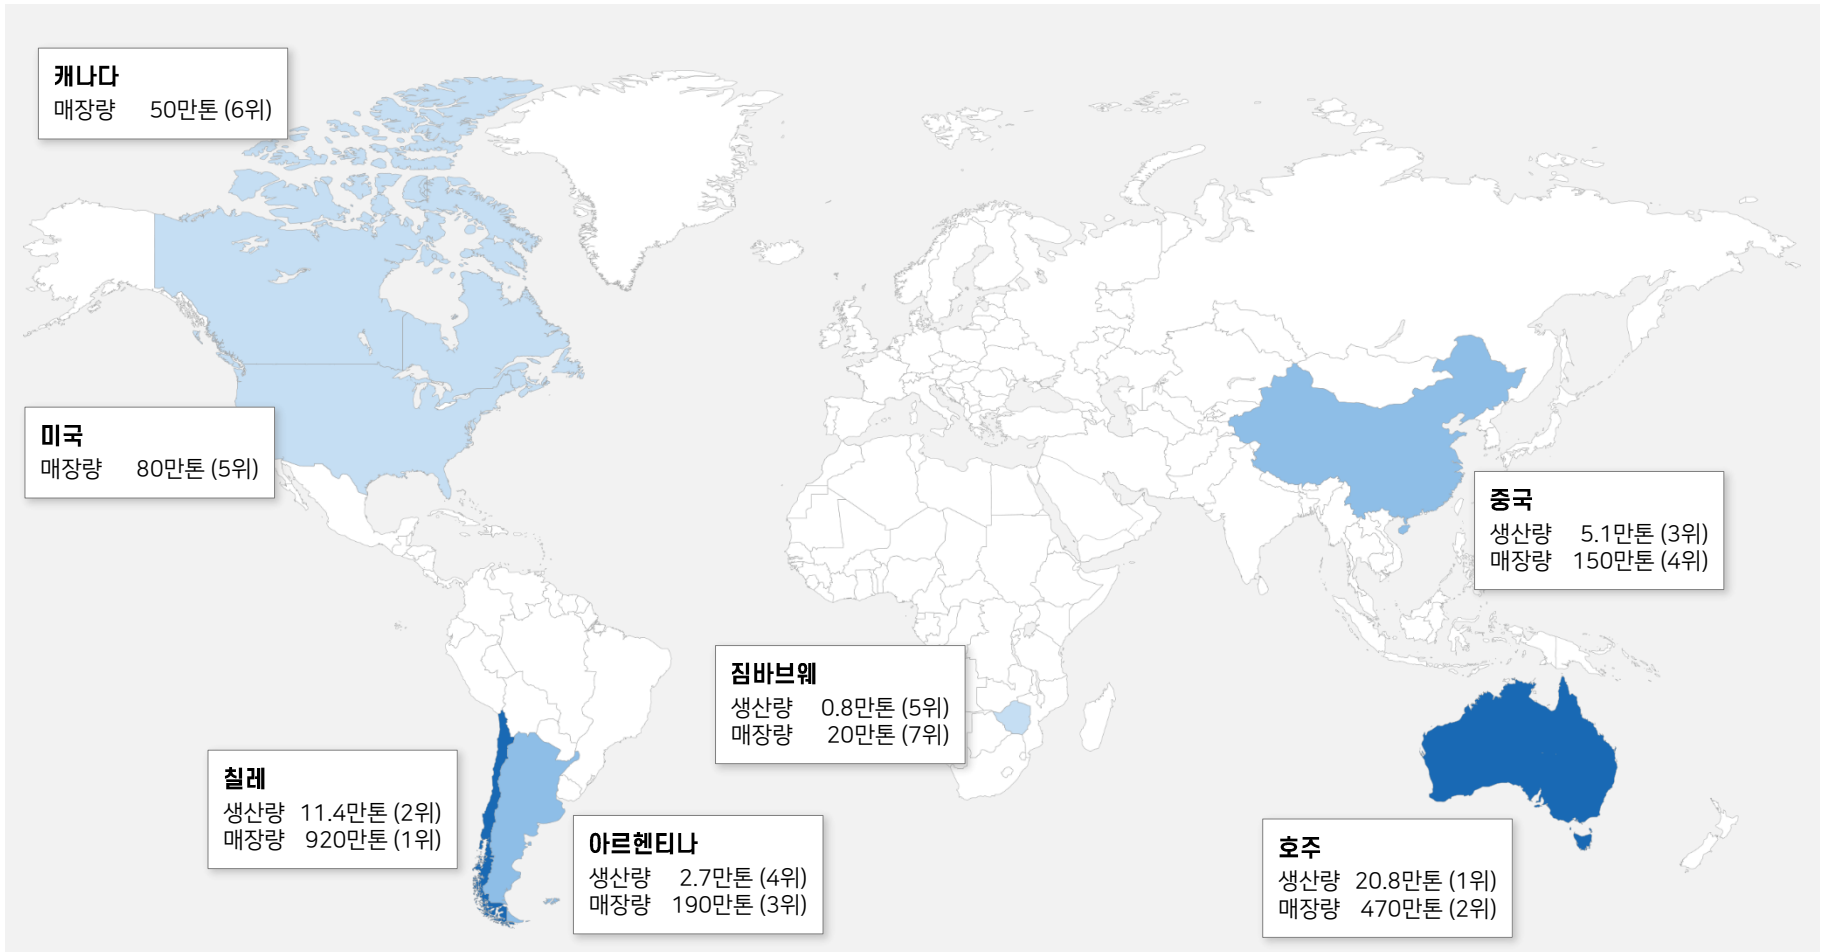 캐나다
매장량 50만톤 (6위)
미국
매장량 80만톤 (5위)
중국
생산량 5.1만톤 (3위)
매장량 150만톤 (4위)
짐바브웨
생산량 0.8만톤 (5위)
매장량 20만톤 (7위)
칠레
생산량 11.4만톤 (2위)
매장량 920만톤 (1위)
아르헨티나
생산량 2.7만톤 (4위)
매장량 190만톤 (3위)
호주
생산량 20.8만톤 (1위)
매장량 470만톤 (2위)